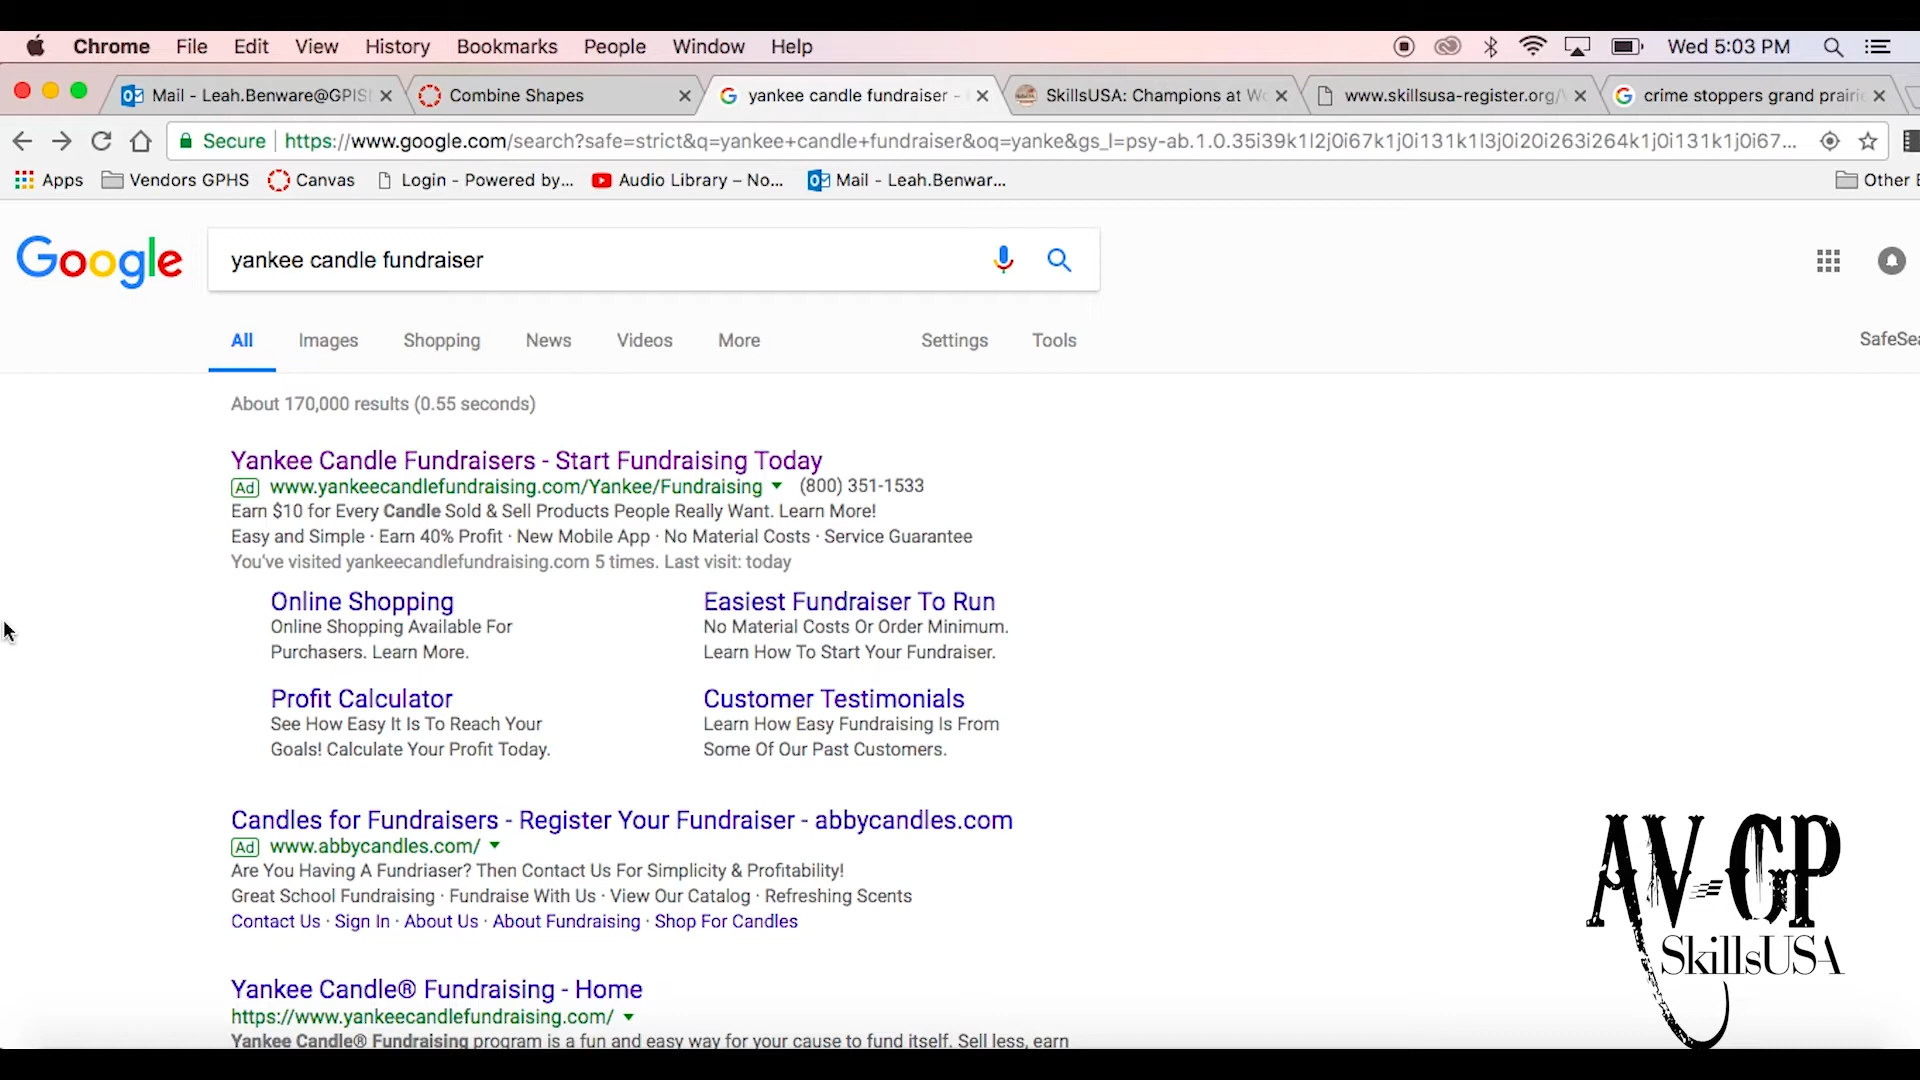 Chrome File Edit View History Bookmarks People Window Help Wed 5:03 PM
Mail - Leah.Benware@GPIS Combine Shapes yankee candle fundraiser - SkillsUSA: Champions at Wo www.skillsusa-register.org/ crime stoppers grand prairie
Secure https://www.google.com/search?safe=strict&q=yankee+candle+fundraiser&oq=yanke&gs_l=psy-ab.1.0.35i39k1l2j0i67k1j0i131k1l3j0i20i263i264k1j0i131k1j0i67...
Apps Vendors GPHS Canvas Login - Powered by... Audio Library – No... Mail - Leah.Benwar... Other
Google yankee candle fundraiser
All Images Shopping News Videos More Settings Tools SafeSea
About 170,000 results (0.55 seconds)
Yankee Candle Fundraisers - Start Fundraising Today
Ad www.yankeecandlefundraising.com/Yankee/Fundraising (800) 351-1533
Earn $10 for Every Candle Sold & Sell Products People Really Want. Learn More!
Easy and Simple · Earn 40% Profit · New Mobile App · No Material Costs · Service Guarantee
You've visited yankeecandlefundraising.com 5 times. Last visit: today
Online Shopping
Online Shopping Available For
Purchasers. Learn More.
Easiest Fundraiser To Run
No Material Costs Or Order Minimum.
Learn How To Start Your Fundraiser.
Profit Calculator
See How Easy It Is To Reach Your
Goals! Calculate Your Profit Today.
Customer Testimonials
Learn How Easy Fundraising Is From
Some Of Our Past Customers.
Candles for Fundraisers - Register Your Fundraiser - abbycandles.com
Ad www.abbycandles.com/
Are You Having A Fundriaser? Then Contact Us For Simplicity & Profitability!
Great School Fundraising · Fundraise With Us · View Our Catalog · Refreshing Scents
Contact Us · Sign In · About Us · About Fundraising · Shop For Candles
Yankee Candle® Fundraising - Home
https://www.yankeecandlefundraising.com/
Yankee Candle® Fundraising program is a fun and easy way for your cause to fund itself. Sell less, earn
AV-GP
SkillsUSA